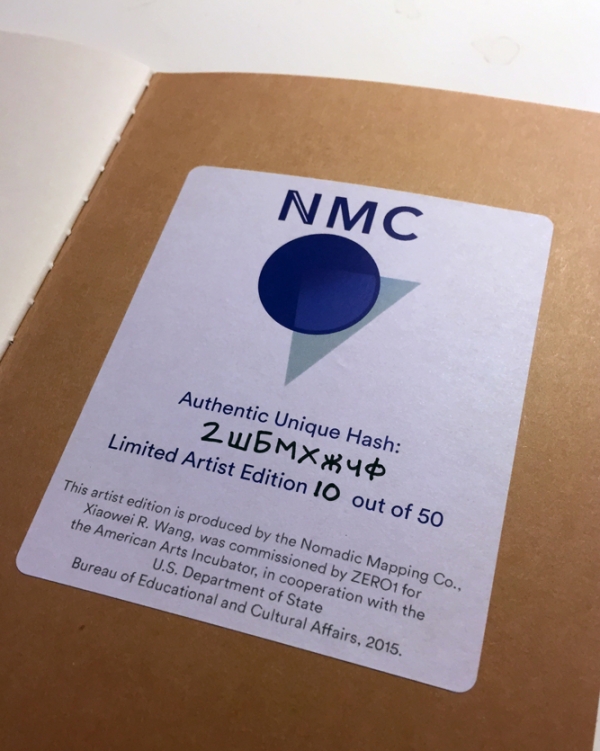 NMC
Authentic Unique Hash:
2ШБМХЖЧФ
Limited Artist Edition 10 out of 50
This artist edition is produced by the Nomadic Mapping Co.,
Xiaowei R. Wang, was commissioned by ZERO1 for
the American Arts Incubator, in cooperation with the
U.S. Department of State
Bureau of Educational and Cultural Affairs, 2015.